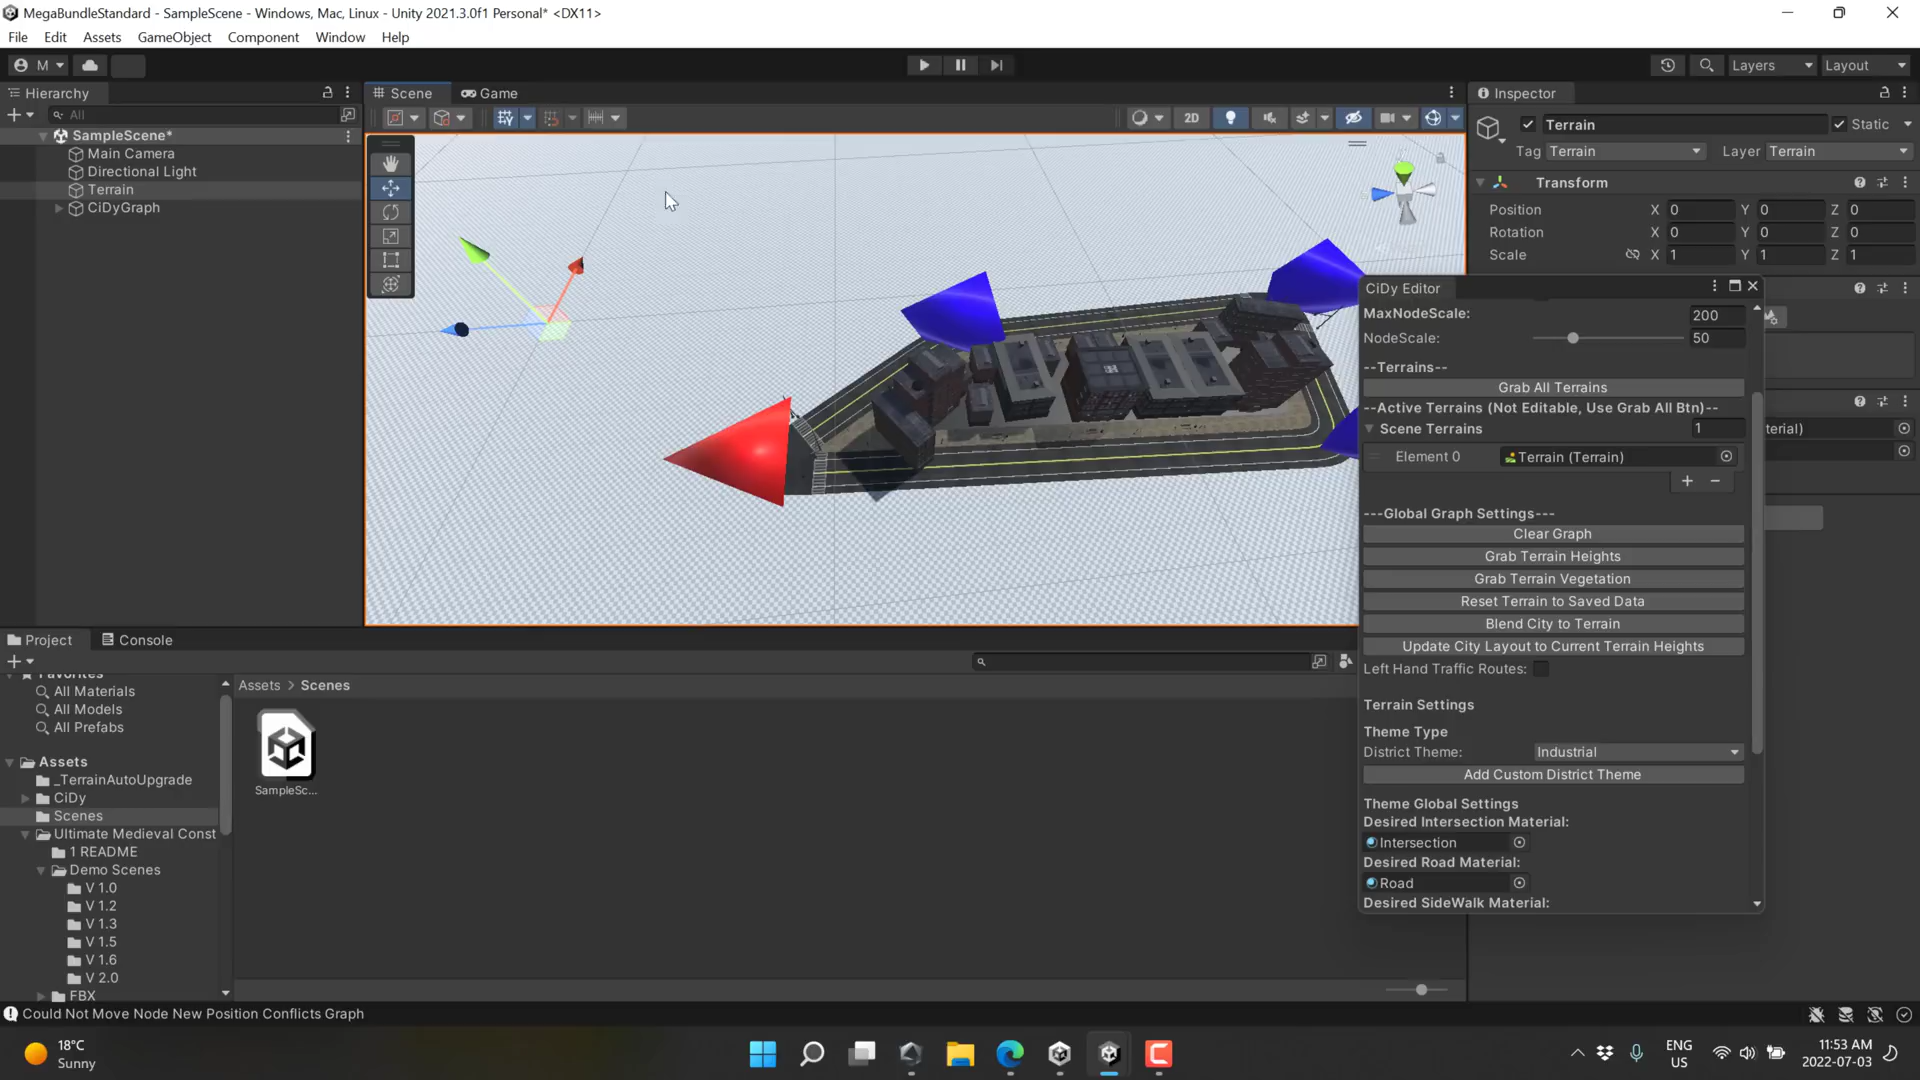 MegaBundleStandard - SampleScene - Windows, Mac, Linux - Unity 2021.3.0f1 Personal* <DX11>
File Edit Assets GameObject Component Window Help
M Layers Layout
Hierarchy
All
SampleScene*
Main Camera
Directional Light
Terrain
CiDyGraph
Scene Game
2D
Inspector
Terrain Static
Tag Terrain Layer Terrain
Transform
Position X 0 Y 0 Z 0
Rotation X 0 Y 0 Z 0
Scale X 1 Y 1 Z 1
terial)
CiDy Editor
MaxNodeScale: 200
NodeScale: 50
--Terrains--
Grab All Terrains
--Active Terrains (Not Editable, Use Grab All Btn)--
Scene Terrains 1
Element 0 Terrain (Terrain)
+ -
---Global Graph Settings---
Clear Graph
Grab Terrain Heights
Grab Terrain Vegetation
Reset Terrain to Saved Data
Blend City to Terrain
Update City Layout to Current Terrain Heights
Left Hand Traffic Routes:
Terrain Settings
Theme Type
District Theme: Industrial
Add Custom District Theme
Theme Global Settings
Desired Intersection Material:
Intersection
Desired Road Material:
Road
Desired SideWalk Material:
Project Console
Favorites
All Materials
All Models
All Prefabs
Assets
_TerrainAutoUpgrade
CiDy
Scenes
Ultimate Medieval Const
1 README
Demo Scenes
V 1.0
V 1.2
V 1.3
V 1.5
V 1.6
V 2.0
FBX
Assets > Scenes
SampleSc...
Could Not Move Node New Position Conflicts Graph
18°C
Sunny
ENG
US
11:53 AM
2022-07-03